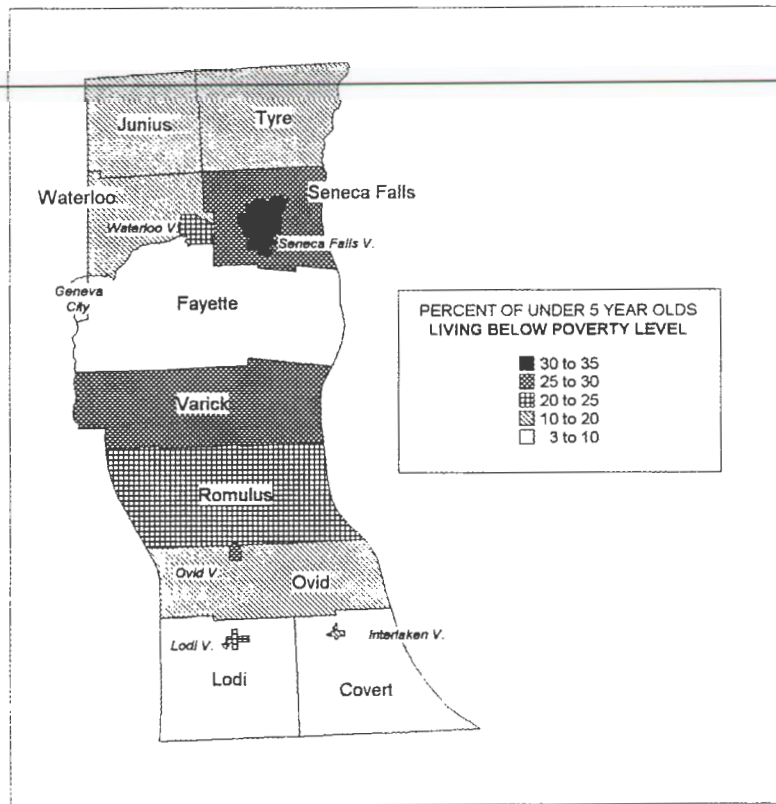 Junius
Tyre
Waterloo
Seneca Falls
Waterloo V.
Seneca Falls V.
Geneva
City
Fayette
PERCENT OF UNDER 5 YEAR OLDS
LIVING BELOW POVERTY LEVEL
30 to 35
25 to 30
20 to 25
10 to 20
3 to 10
Varick
Romulus
Ovid V.
Ovid
Lodi V.
Interlaken V.
Lodi
Covert